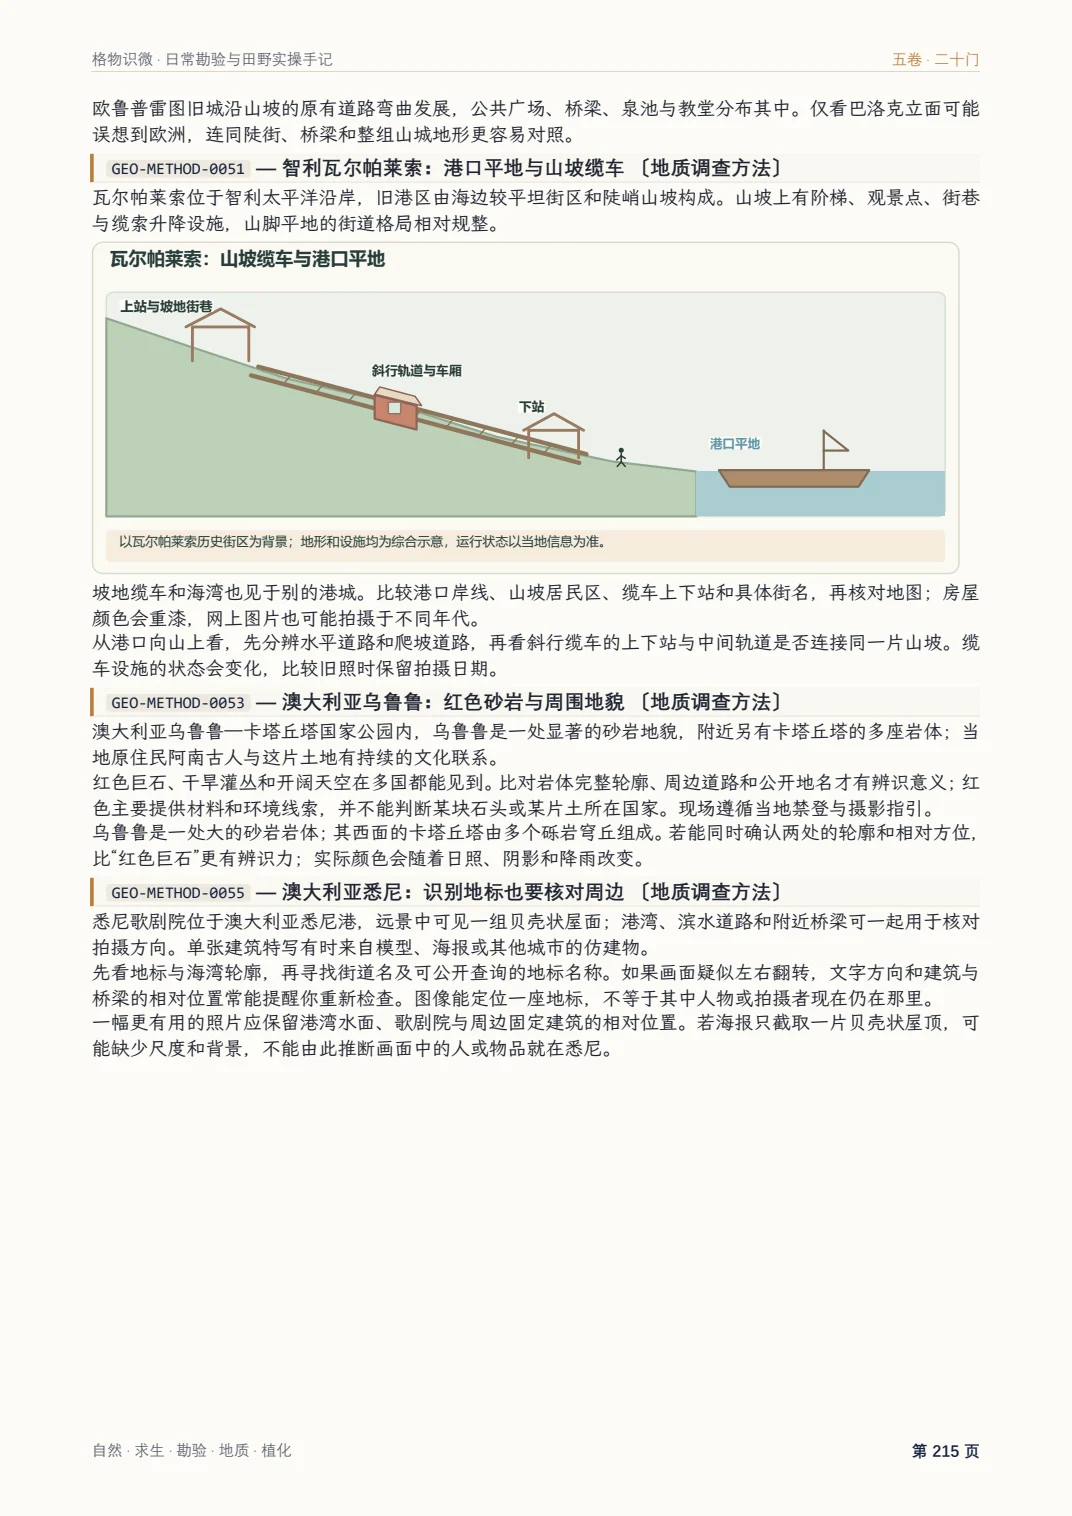 格物识微 · 日常勘验与田野实操手记
五卷 · 二十门
欧鲁普雷图旧城沿山坡的原有道路弯曲发展，公共广场、桥梁、泉池与教堂分布其中。仅看巴洛克立面可能
误想到欧洲，连同陡街、桥梁和整组山城地形更容易对照。
GEO-METHOD-0051 — 智利瓦尔帕莱索：港口平地与山坡缆车 〔地质调查方法〕
瓦尔帕莱索位于智利太平洋沿岸，旧港区由海边较平坦街区和陡峭山坡构成。山坡上有阶梯、观景点、街巷
与缆索升降设施，山脚平地的街道格局相对规整。
瓦尔帕莱索：山坡缆车与港口平地
上站与坡地街巷
斜行轨道与车厢
下站
港口平地
以瓦尔帕莱索历史街区为背景；地形和设施均为综合示意，运行状态以当地信息为准。
坡地缆车和海湾也见于别的港城。比较港口岸线、山坡居民区、缆车上下站和具体街名，再核对地图；房屋
颜色会重漆，网上图片也可能拍摄于不同年代。
从港口向山上看，先分辨水平道路和爬坡道路，再看斜行缆车的上下站与中间轨道是否连接同一片山坡。缆
车设施的状态会变化，比较旧照时保留拍摄日期。
GEO-METHOD-0053 — 澳大利亚乌鲁鲁：红色砂岩与周围地貌 〔地质调查方法〕
澳大利亚乌鲁鲁—卡塔丘塔国家公园内，乌鲁鲁是一处显著的砂岩地貌，附近另有卡塔丘塔的多座岩体；当
地原住民阿南古人与这片土地有持续的文化联系。
红色巨石、干旱灌丛和开阔天空在多国都能见到。比对岩体完整轮廓、周边道路和公开地名才有辨识意义；红
色主要提供材料和环境线索，并不能判断某块石头或某片土所在国家。现场遵循当地禁登与摄影指引。
乌鲁鲁是一处大的砂岩岩体；其西面的卡塔丘塔由多个砾岩穹丘组成。若能同时确认两处的轮廓和相对方位，
比“红色巨石”更有辨识力；实际颜色会随着日照、阴影和降雨改变。
GEO-METHOD-0055 — 澳大利亚悉尼：识别地标也要核对周边 〔地质调查方法〕
悉尼歌剧院位于澳大利亚悉尼港，远景中可见一组贝壳状屋面；港湾、滨水道路和附近桥梁可一起用于核对
拍摄方向。单张建筑特写有时来自模型、海报或其他城市的仿建物。
先看地标与海湾轮廓，再寻找街道名及可公开查询的地标名称。如果画面疑似左右翻转，文字方向和建筑与
桥梁的相对位置常能提醒你重新检查。图像能定位一座地标，不等于其中人物或拍摄者现在仍在那里。
一幅更有用的照片应保留港湾水面、歌剧院与周边固定建筑的相对位置。若海报只截取一片贝壳状屋顶，可
能缺少尺度和背景，不能由此推断画面中的人或物品就在悉尼。
自然 · 求生 · 勘验 · 地质 · 植化
第 215 页